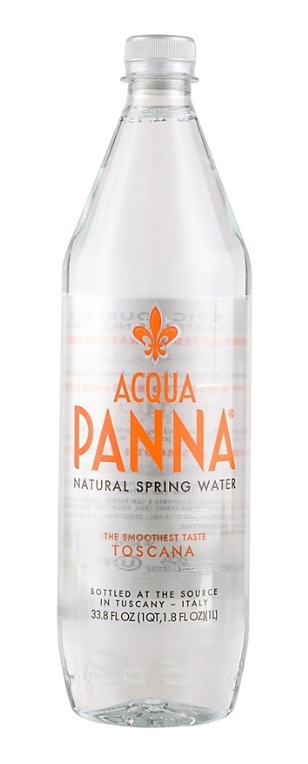 ACQUA
PANNA®
NATURAL SPRING WATER
THE SMOOTHEST TASTE
TOSCANA
BOTTLED AT THE SOURCE
IN TUSCANY – ITALY
33.8 FL OZ (1QT,1.8 FL OZ)(1L)